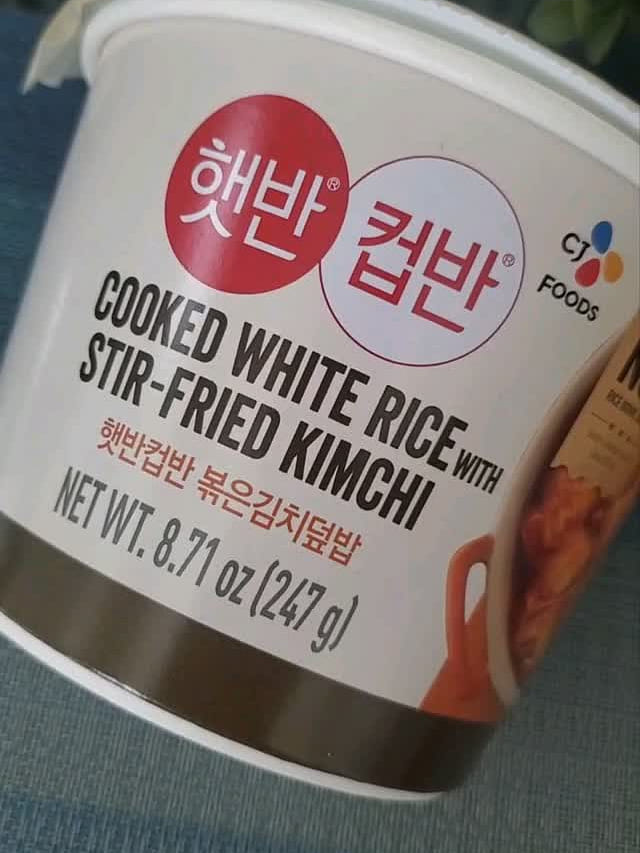 햇반®
컵반®
CJ
FOODS
COOKED WHITE RICE WITH
STIR-FRIED KIMCHI
햇반컵반 볶은김치덮밥
NET WT. 8.71 oz (247 g)